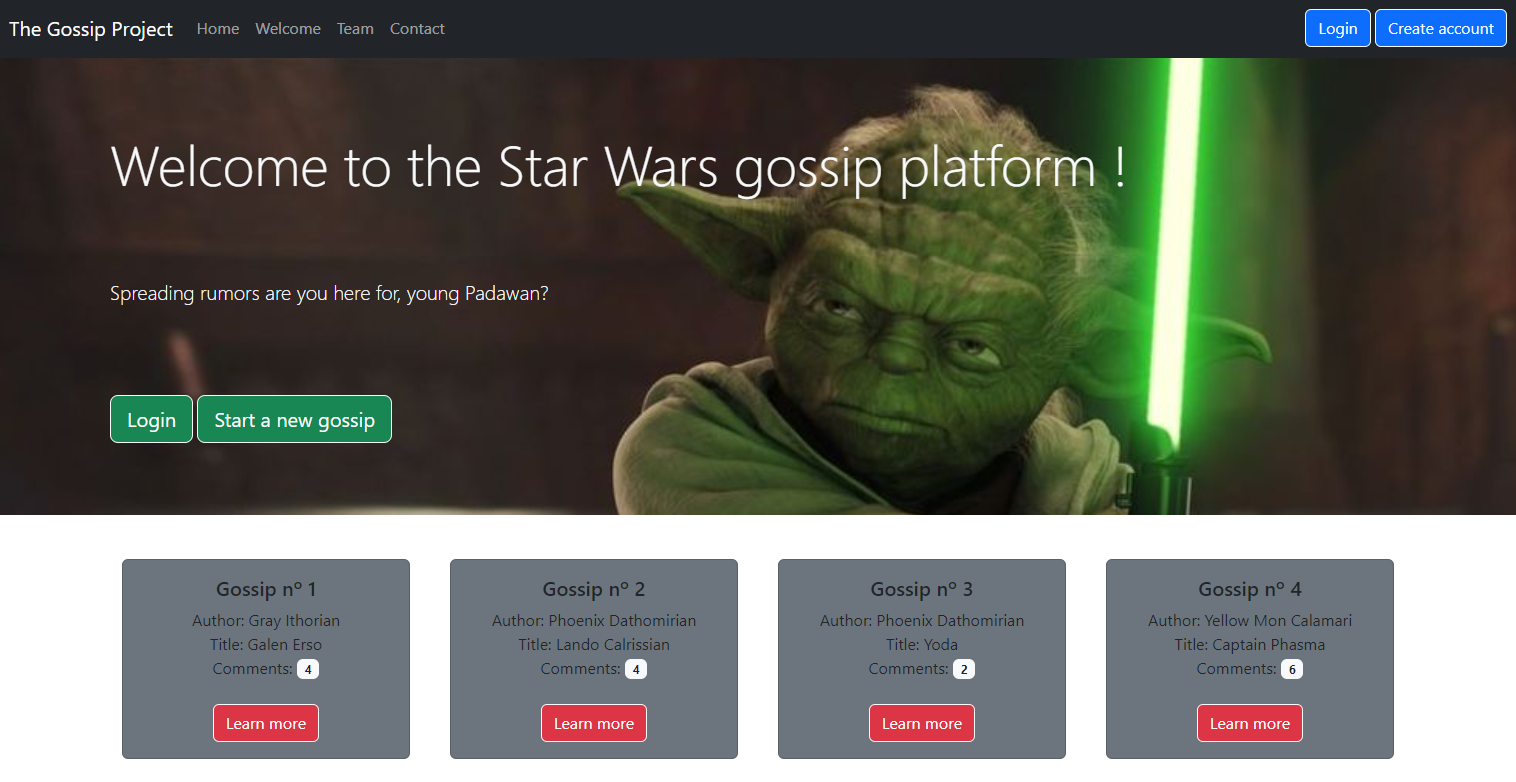 The Gossip Project Home Welcome Team Contact Login Create account
Welcome to the Star Wars gossip platform !
Spreading rumors are you here for, young Padawan?
Login Start a new gossip
Gossip nº 1
Author: Gray Ithorian
Title: Galen Erso
Comments: 4
Learn more
Gossip nº 2
Author: Phoenix Dathomirian
Title: Lando Calrissian
Comments: 4
Learn more
Gossip nº 3
Author: Phoenix Dathomirian
Title: Yoda
Comments: 2
Learn more
Gossip nº 4
Author: Yellow Mon Calamari
Title: Captain Phasma
Comments: 6
Learn more